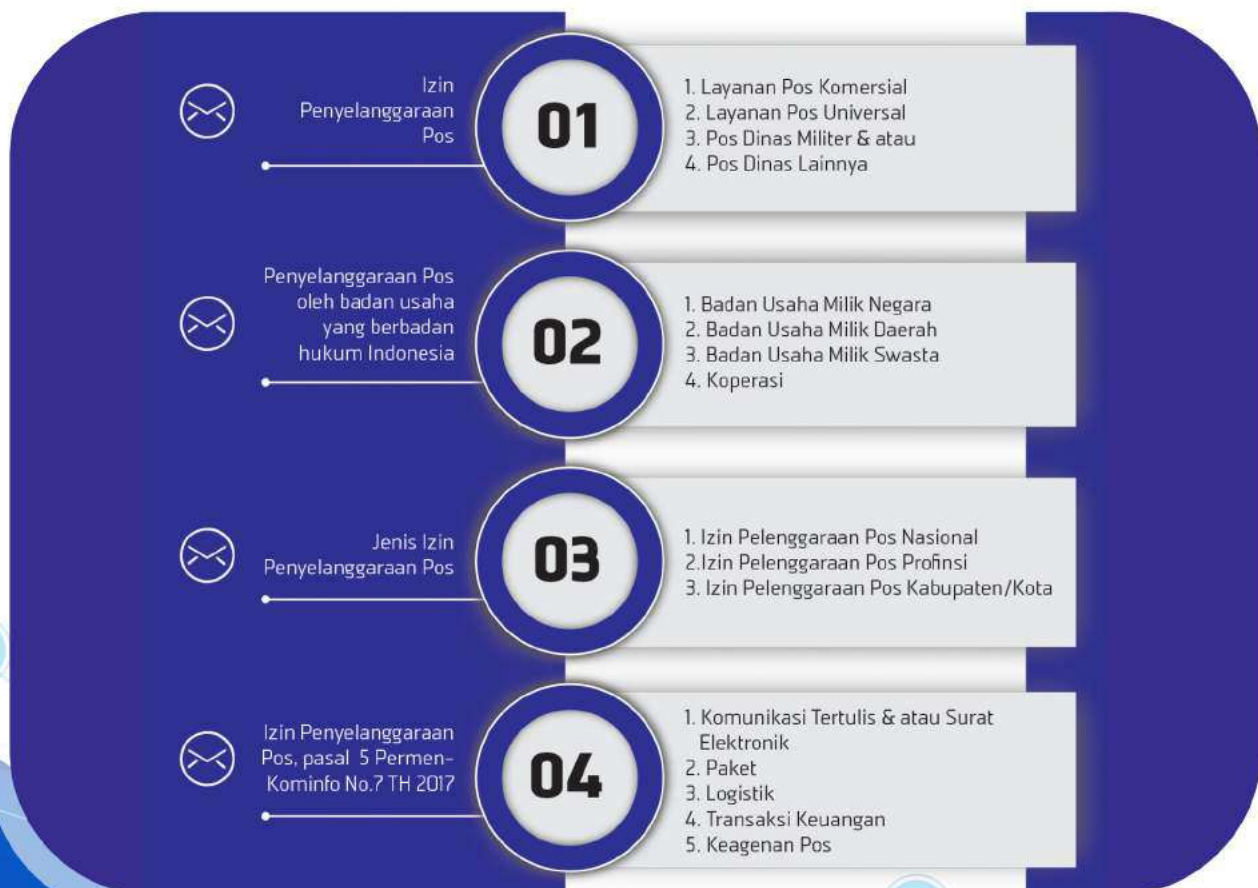 Izin
Penyelanggaraan
Pos
01
1. Layanan Pos Komersial
2. Layanan Pos Universal
3. Pos Dinas Militer & atau
4. Pos Dinas Lainnya
Penyelanggaraan Pos
oleh badan usaha
yang berbadan
hukum Indonesia
02
1. Badan Usaha Milik Negara
2. Badan Usaha Milik Daerah
3. Badan Usaha Milik Swasta
4. Koperasi
Jenis Izin
Penyelanggaraan Pos
03
1. Izin Pelenggaraan Pos Nasional
2.Izin Pelenggaraan Pos Profinsi
3. Izin Pelenggaraan Pos Kabupaten/Kota
Izin Penyelanggaraan
Pos, pasal 5 Permen-
Kominfo No.7 TH 2017
04
1. Komunikasi Tertulis & atau Surat
Elektronik
2. Paket
3. Logistik
4. Transaksi Keuangan
5. Keagenan Pos